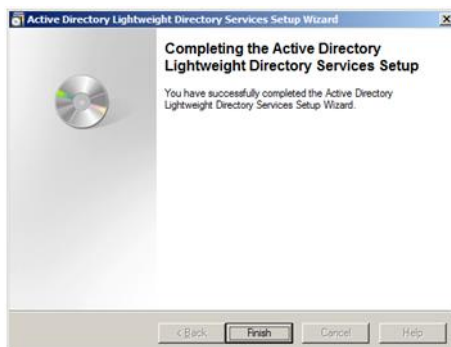 Active Directory Lightweight Directory Services Setup Wizard
Completing the Active Directory
Lightweight Directory Services Setup
You have successfully completed the Active Directory
Lightweight Directory Services Setup Wizard.
< Back Finish Cancel Help